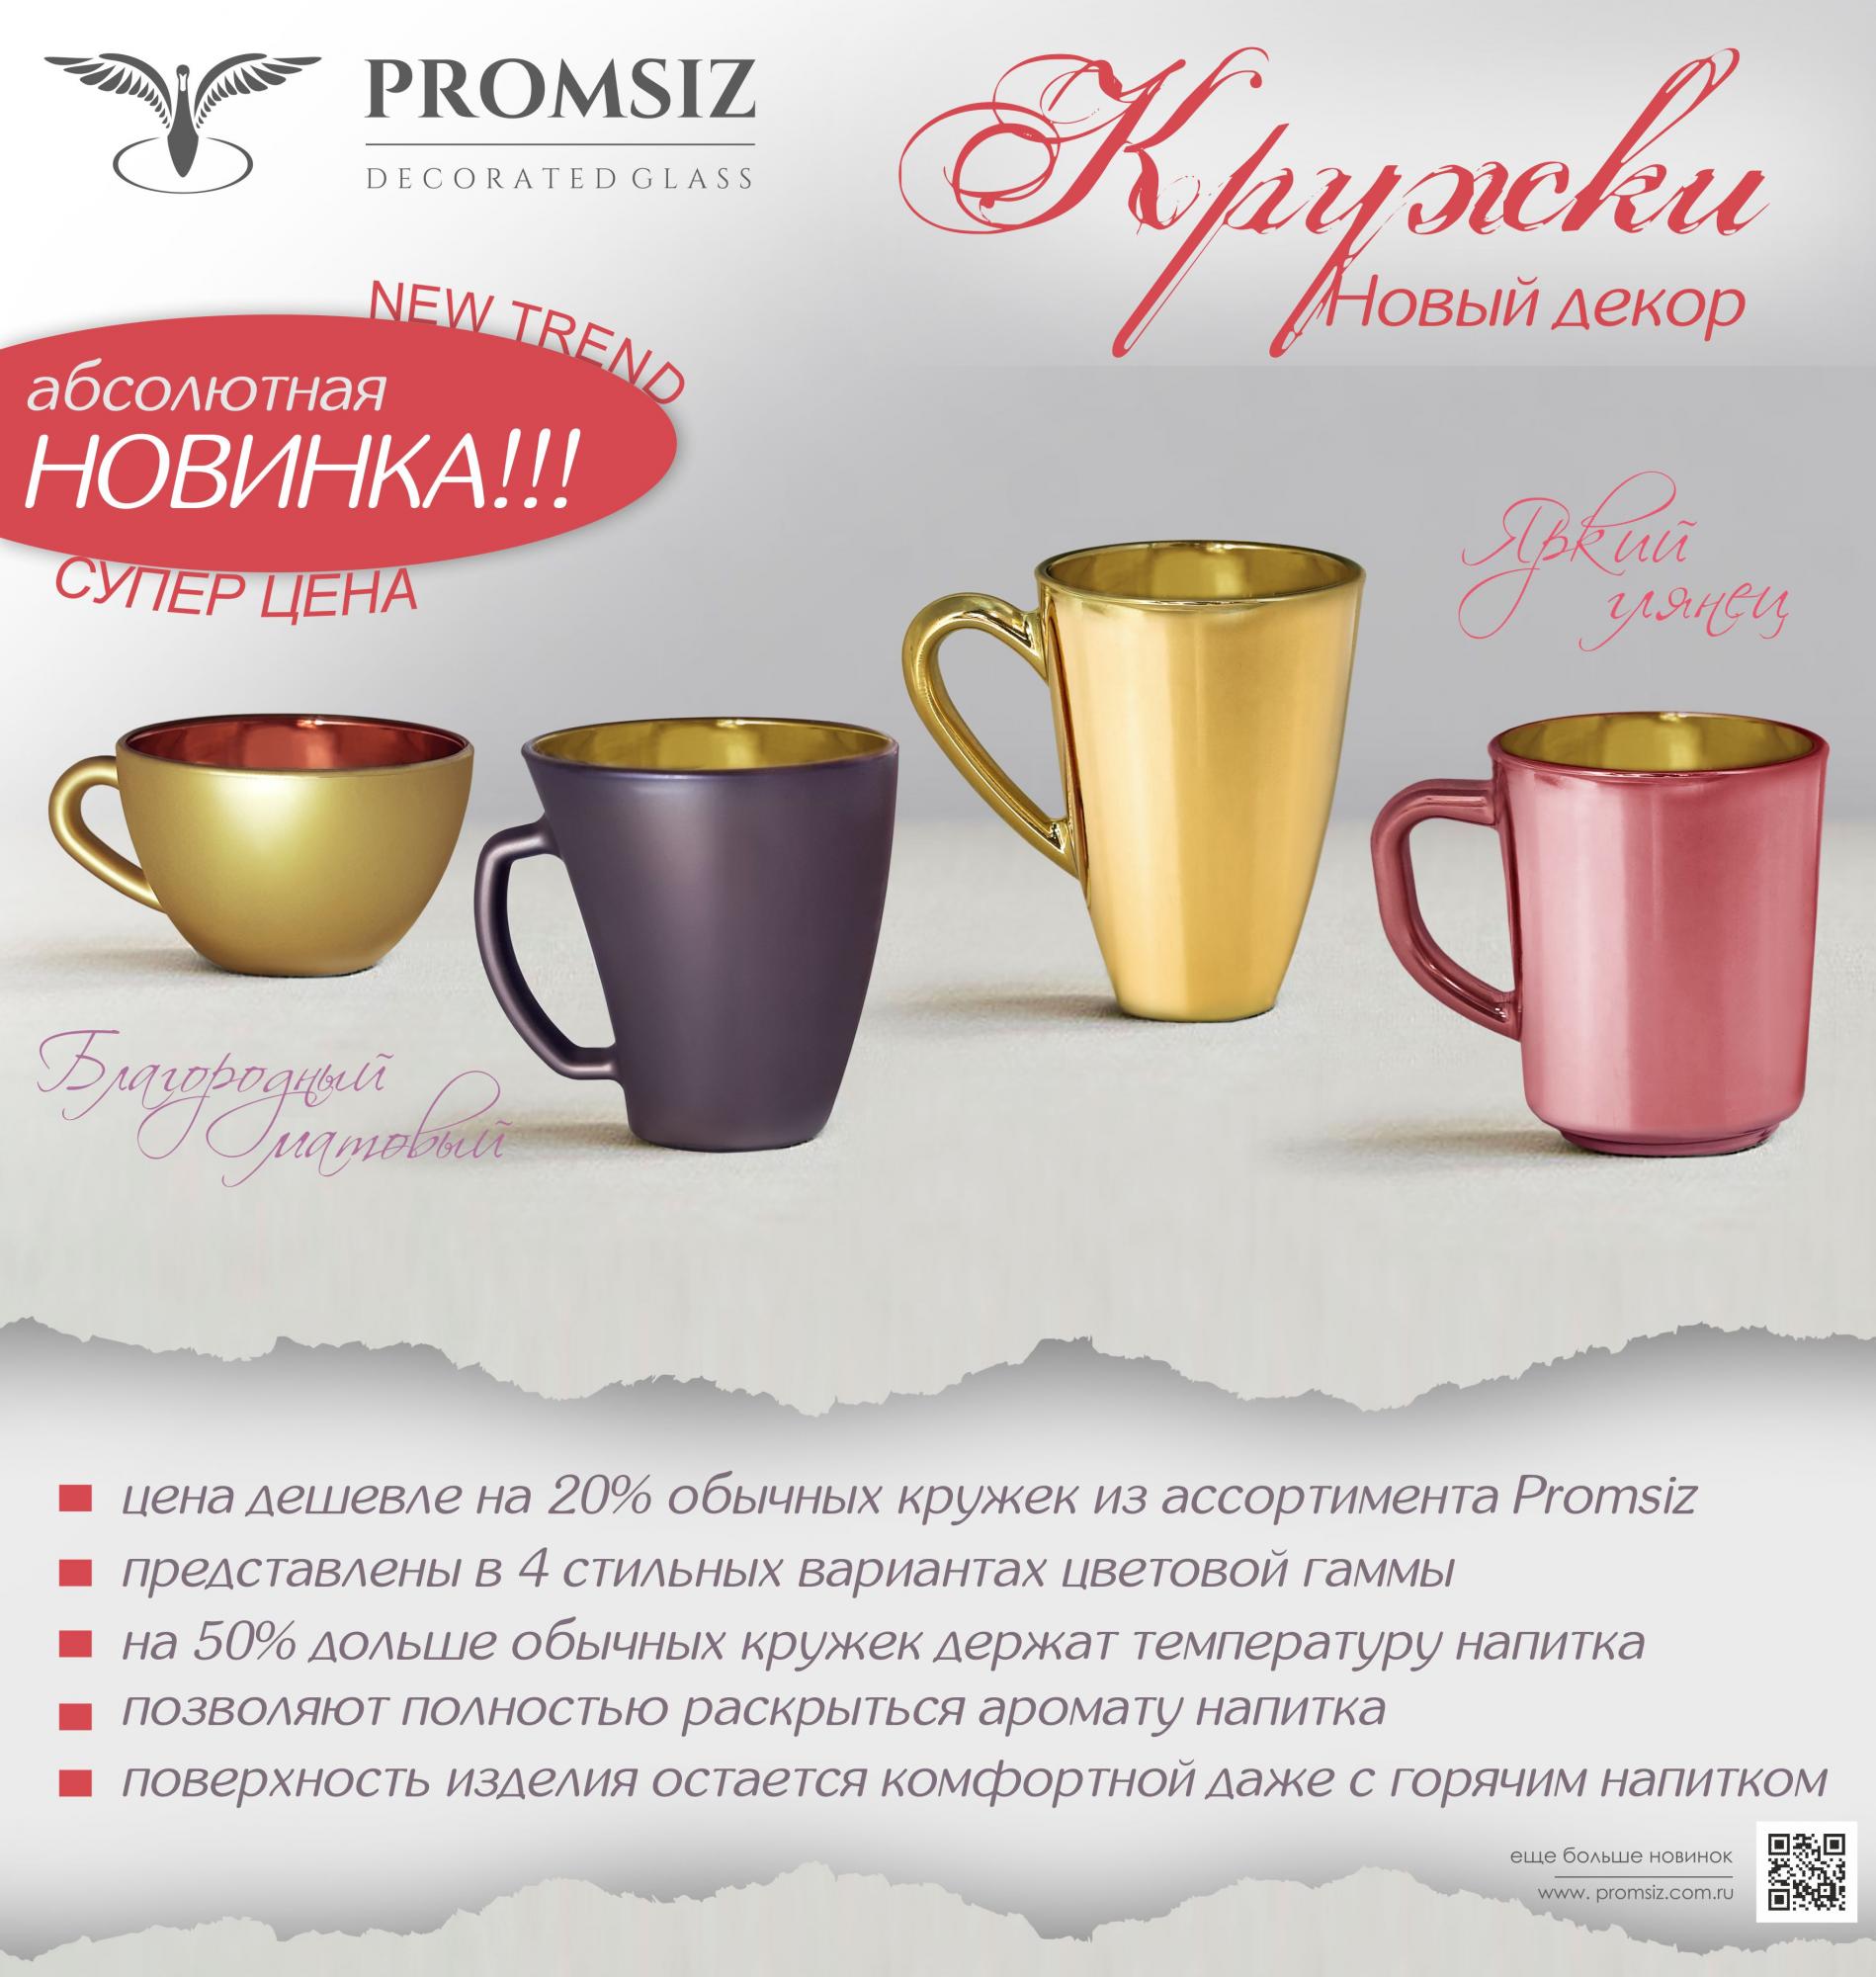 PROMSIZ
DECORATED GLASS
Кружки
Новый декор
NEW TREND
абсолютная
НОВИНКА!!!
СУПЕР ЦЕНА
Яркий
глянец
Благородный
матовый
цена дешевле на 20% обычных кружек из ассортимента Promsiz
представлены в 4 стильных вариантах цветовой гаммы
на 50% дольше обычных кружек держат температуру напитка
позволяют полностью раскрыться аромату напитка
поверхность изделия остается комфортной даже с горячим напитком
еще больше новинок
www. promsiz.com.ru